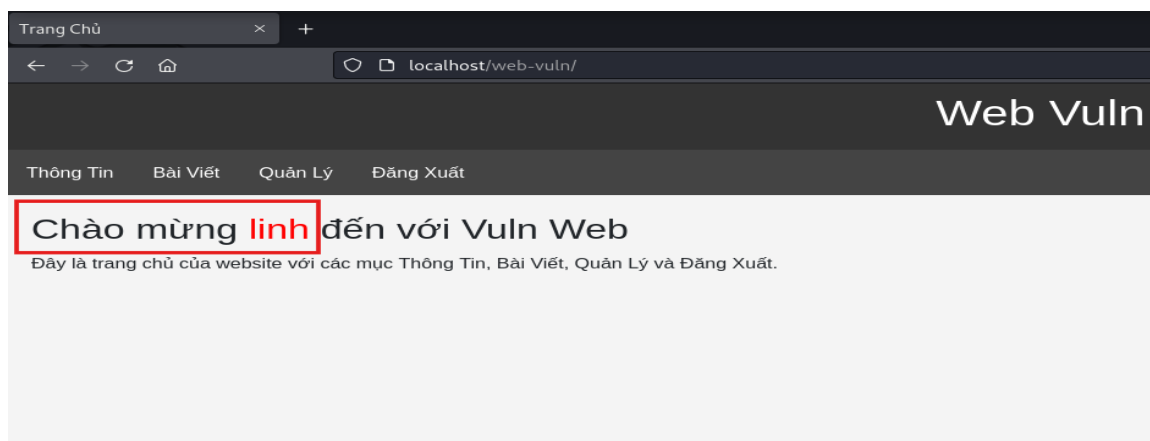 Trang Chủ
localhost/web-vuln/
Web Vuln
Thông Tin Bài Viết Quản Lý Đăng Xuất
Chào mừng linh đến với Vuln Web
Đây là trang chủ của website với các mục Thông Tin, Bài Viết, Quản Lý và Đăng Xuất.